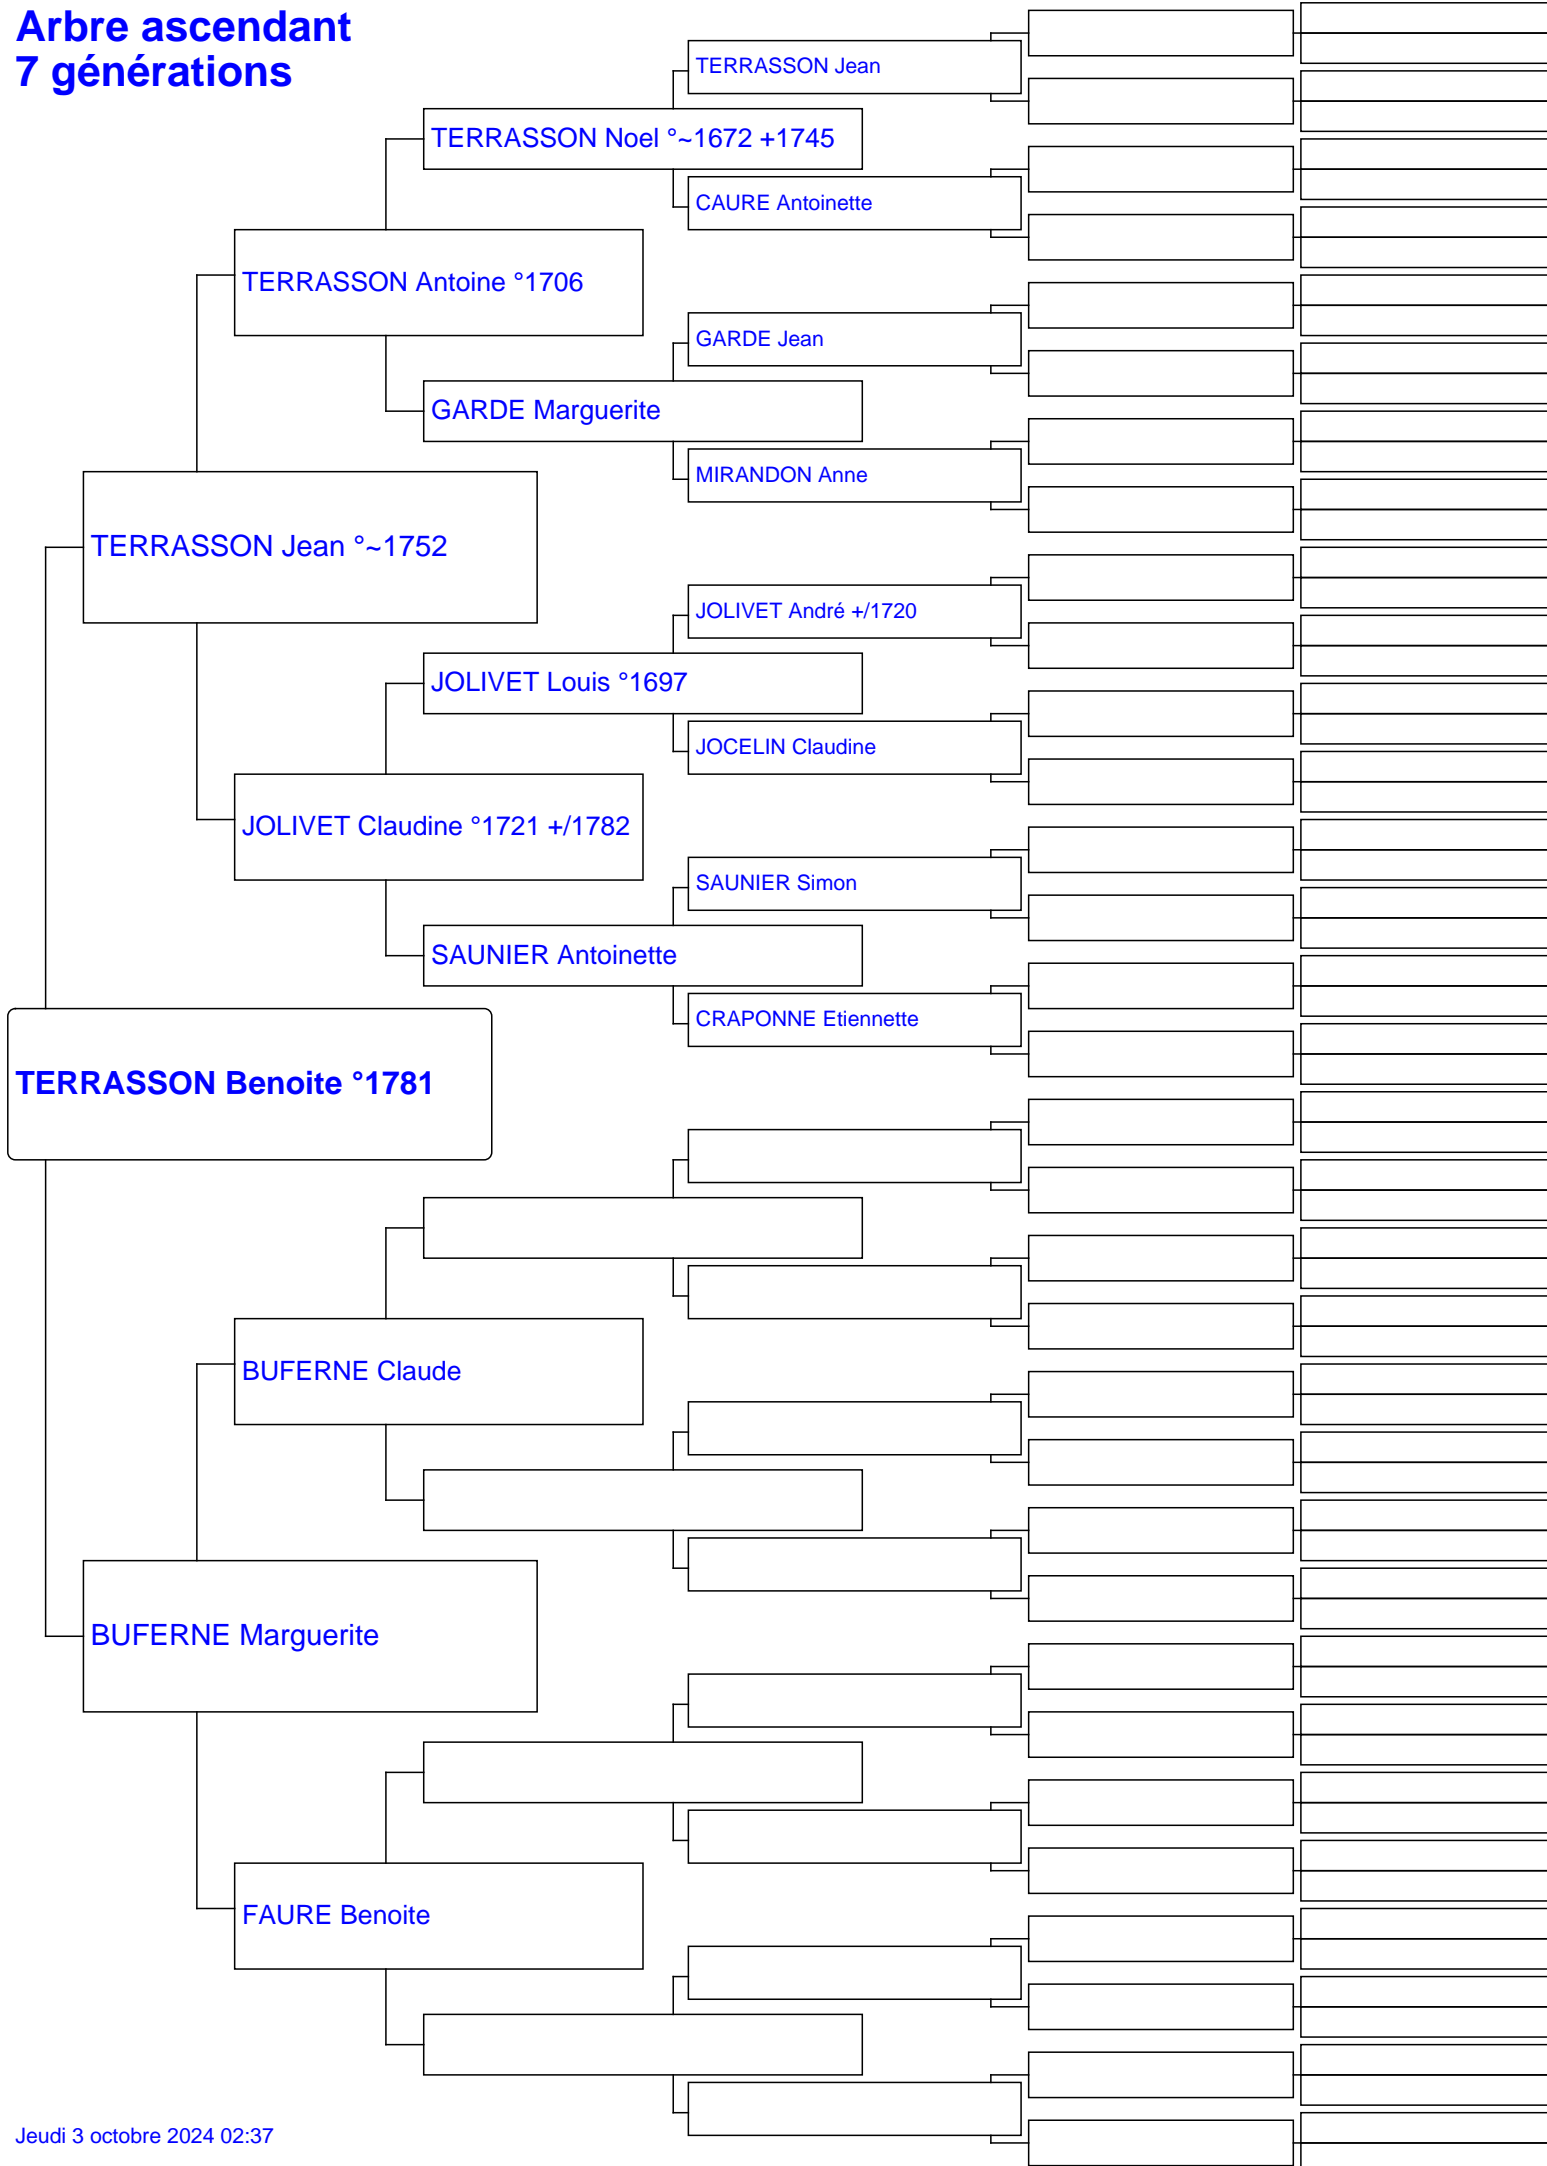 Arbre ascendant
7 générations
TERRASSON Jean
TERRASSON Noel °~1672 +1745
CAURE Antoinette
TERRASSON Antoine °1706
GARDE Jean
GARDE Marguerite
MIRANDON Anne
TERRASSON Jean °~1752
JOLIVET André +/1720
JOLIVET Louis °1697
JOCELIN Claudine
JOLIVET Claudine °1721 +/1782
SAUNIER Simon
SAUNIER Antoinette
CRAPONNE Etiennette
TERRASSON Benoite °1781
BUFERNE Claude
BUFERNE Marguerite
FAURE Benoite
Jeudi 3 octobre 2024 02:37